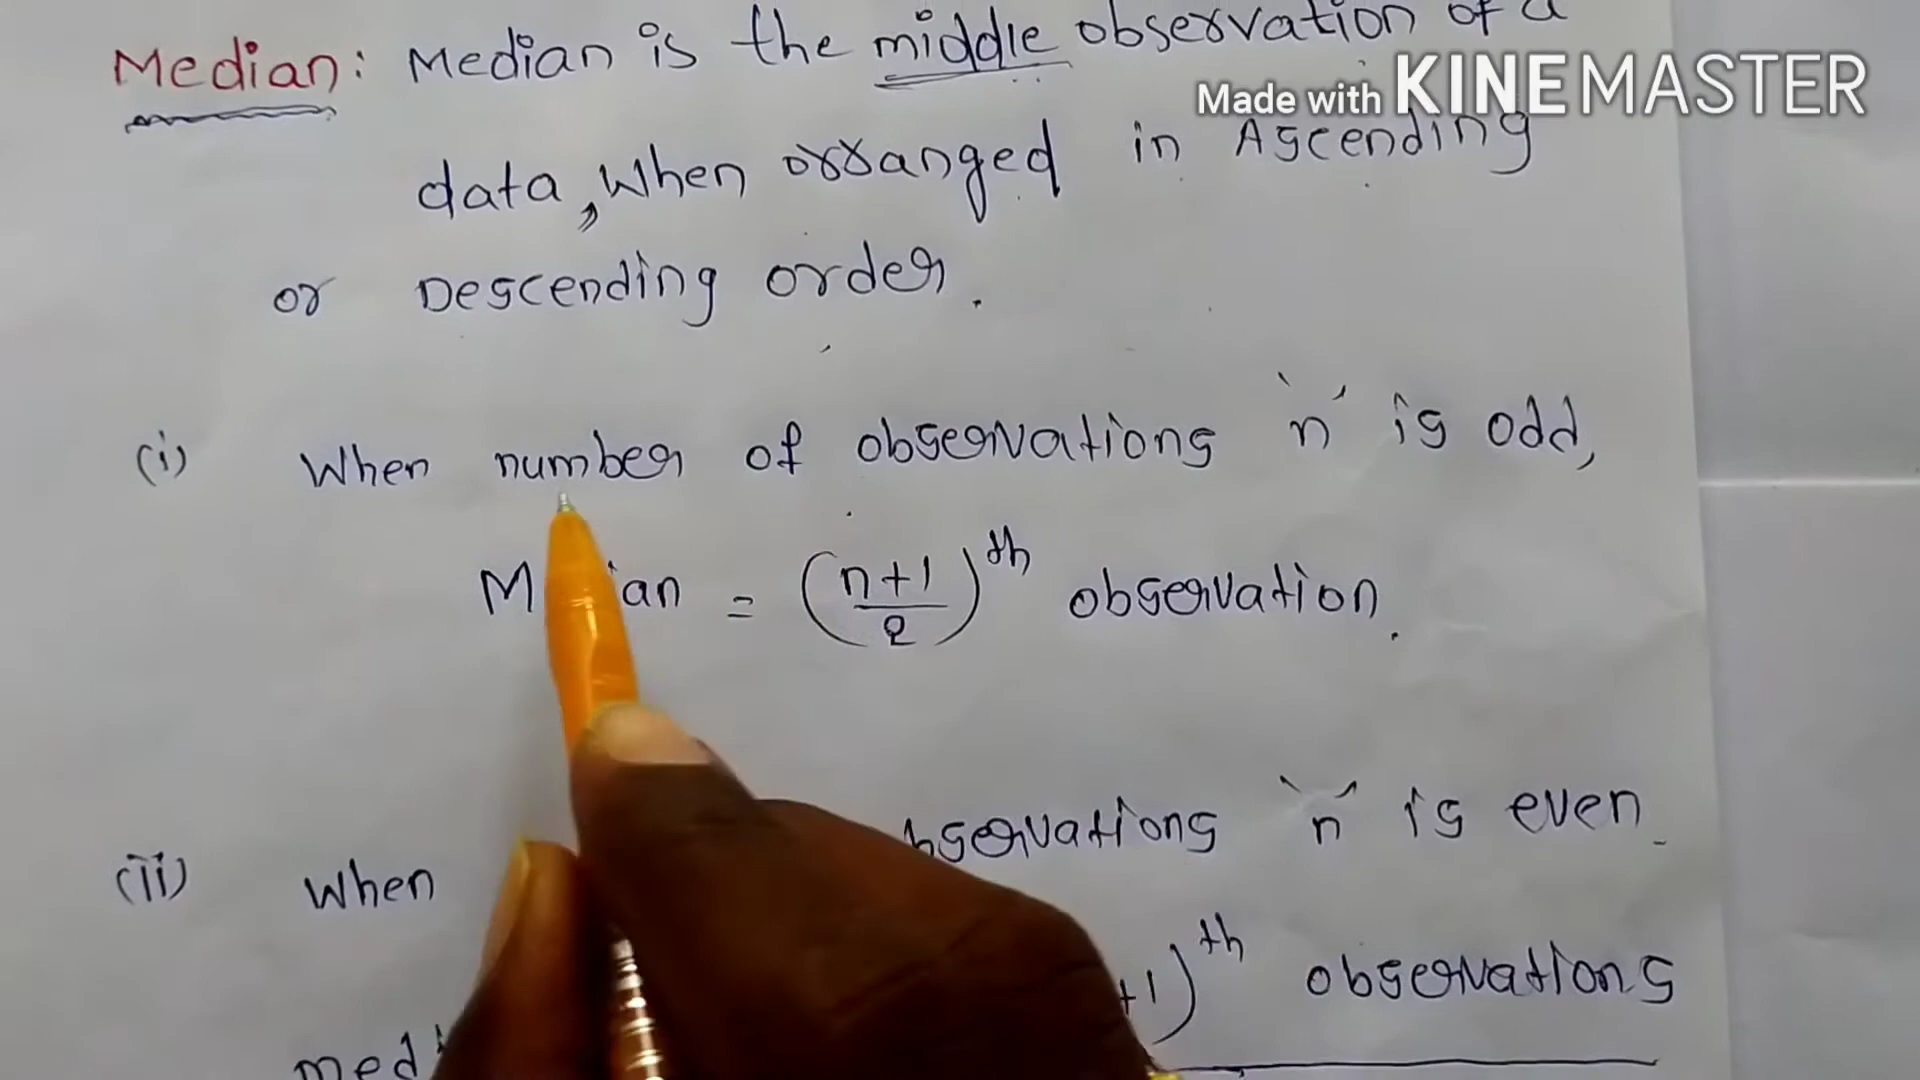 Median: Median is the middle observation of a
Made with KINEMASTER
data, when arranged in Ascending
or Descending order.
(i) When number of observations 'n' is odd,
M ian = (n+1/2)th observation.
(ii) When bservations 'n' is even.
+1)th observations
medi